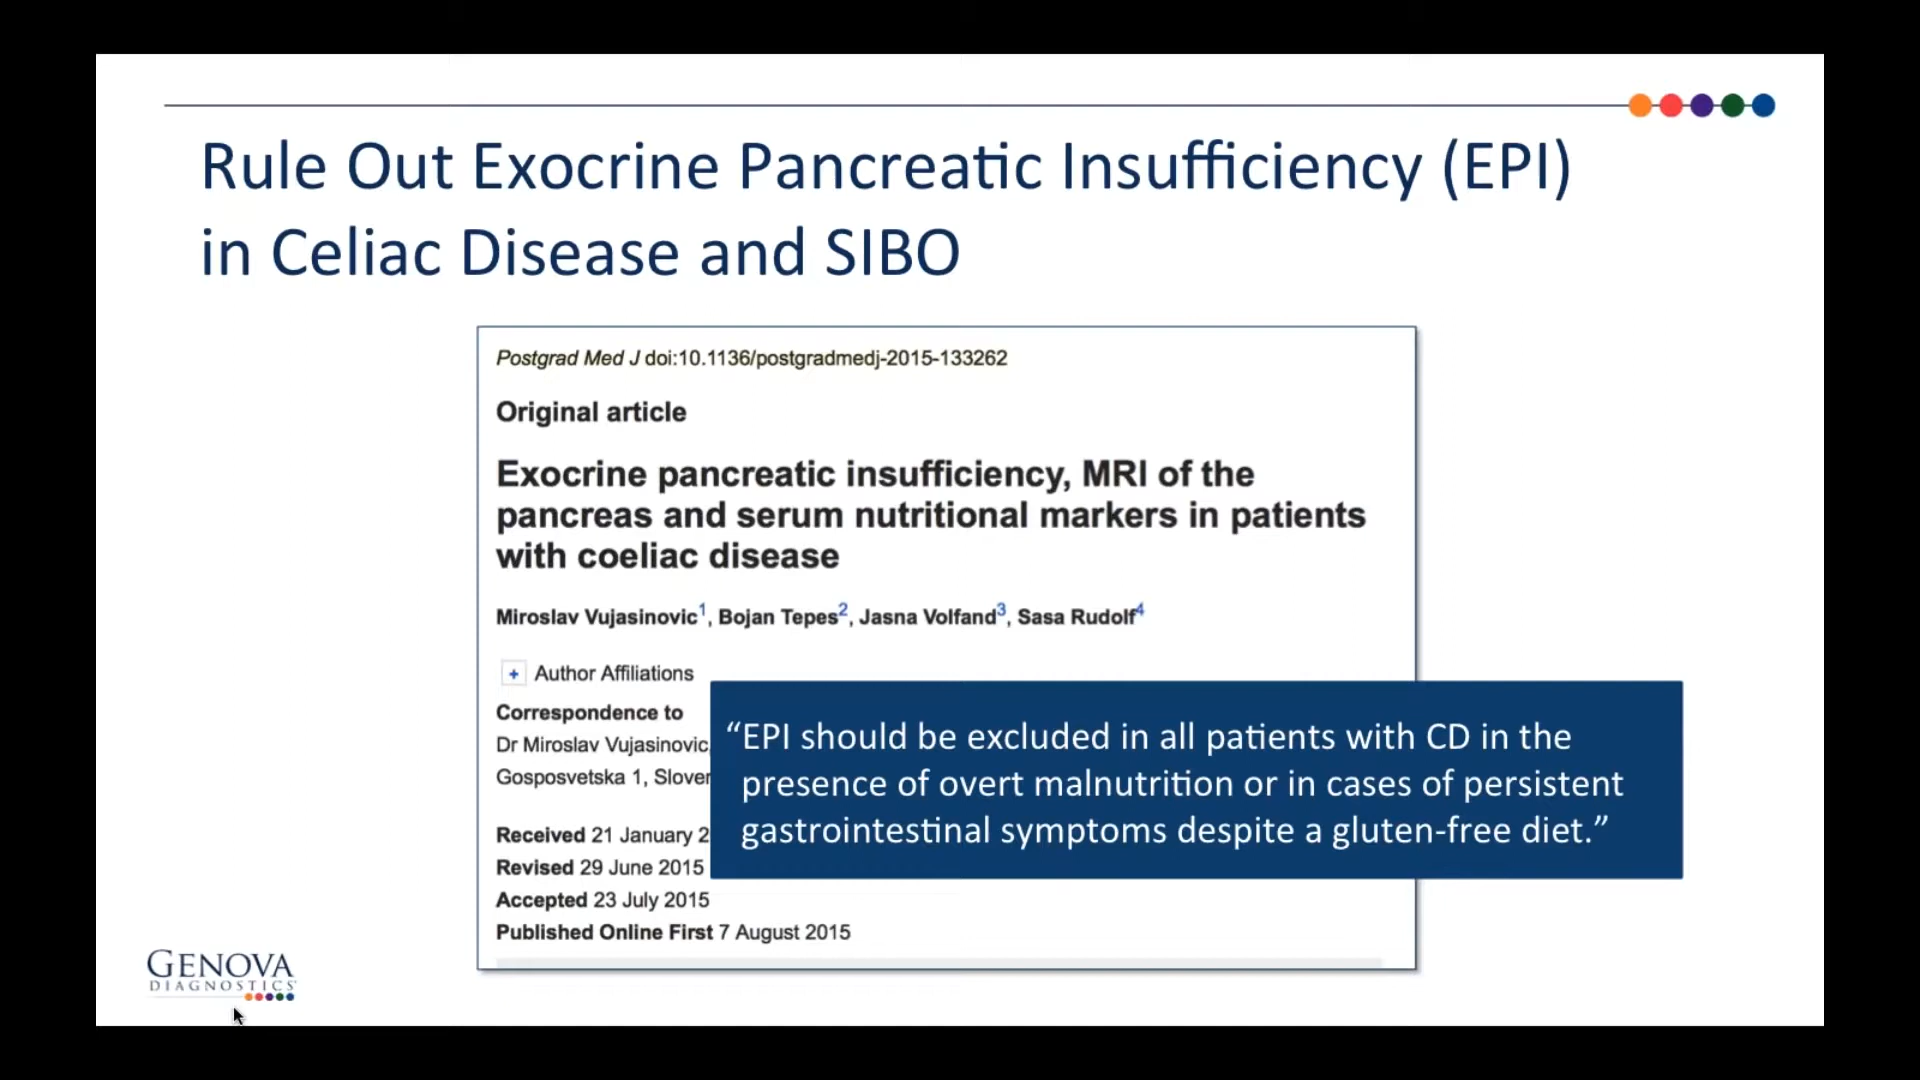 Rule Out Exocrine Pancreatic Insufficiency (EPI)
in Celiac Disease and SIBO
Postgrad Med J doi:10.1136/postgradmedj-2015-133262
Original article
Exocrine pancreatic insufficiency, MRI of the
pancreas and serum nutritional markers in patients
with coeliac disease
Miroslav Vujasinovic1, Bojan Tepes2, Jasna Volfand3, Sasa Rudolf4
+ Author Affiliations
Correspondence to
Dr Miroslav Vujasinovic
Gosposvetska 1, Slover
Received 21 January 2
Revised 29 June 2015
Accepted 23 July 2015
Published Online First 7 August 2015
“EPI should be excluded in all patients with CD in the
presence of overt malnutrition or in cases of persistent
gastrointestinal symptoms despite a gluten-free diet.”
GENOVA
DIAGNOSTICS